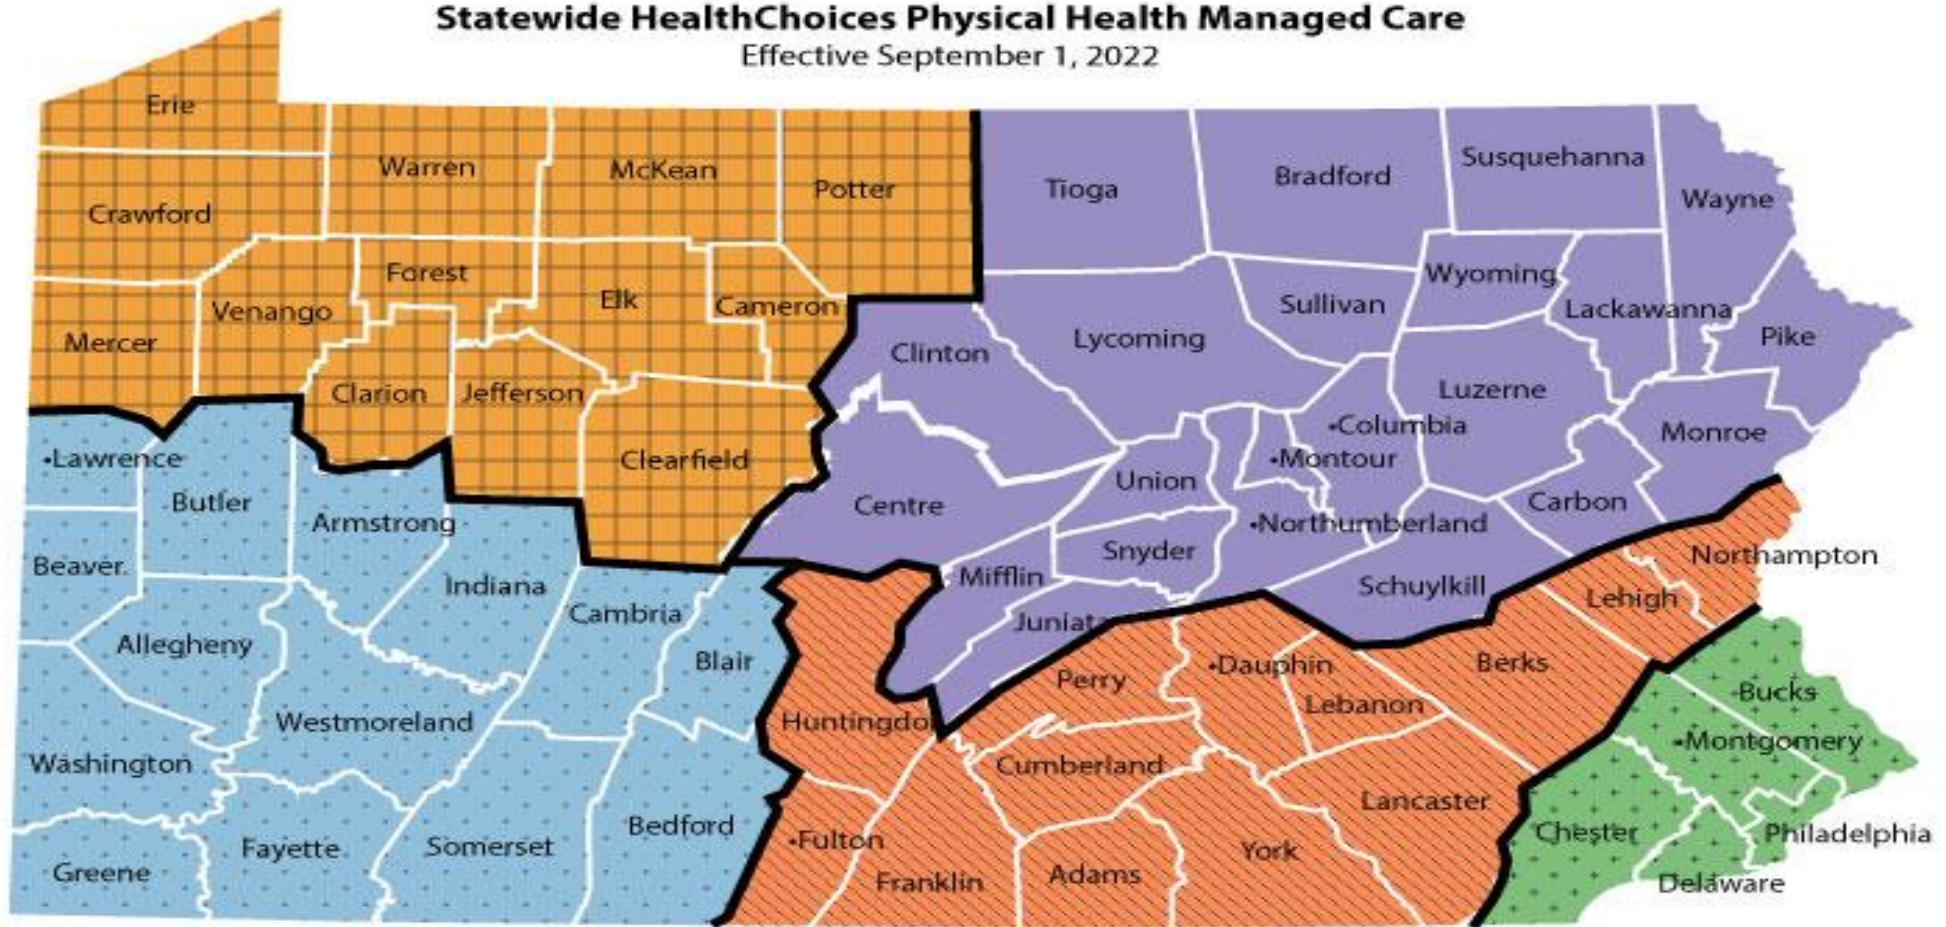 Statewide HealthChoices Physical Health Managed Care
Effective September 1, 2022
Erie
Warren
McKean
Potter
Tioga
Bradford
Susquehanna
Wayne
Crawford
Forest
Elk
Cameron
Venango
Mercer
Clarion
Jefferson
Clearfield
Clinton
Lycoming
Sullivan
Wyoming
Lackawanna
Pike
Luzerne
•Columbia
Monroe
•Montour
Union
Centre
Carbon
•Northumberland
Snyder
Mifflin
Schuylkill
Juniata
•Lawrence
Butler
Armstrong
Beaver
Indiana
Cambria
Allegheny
Blair
Westmoreland
Washington
Bedford
Fayette
Somerset
Greene
Northampton
Lehigh
Berks
•Dauphin
Perry
Lebanon
Huntingdo
Cumberland
Lancaster
•Fulton
Franklin
Adams
York
Bucks
•Montgomery
Chester
Philadelphia
Delaware